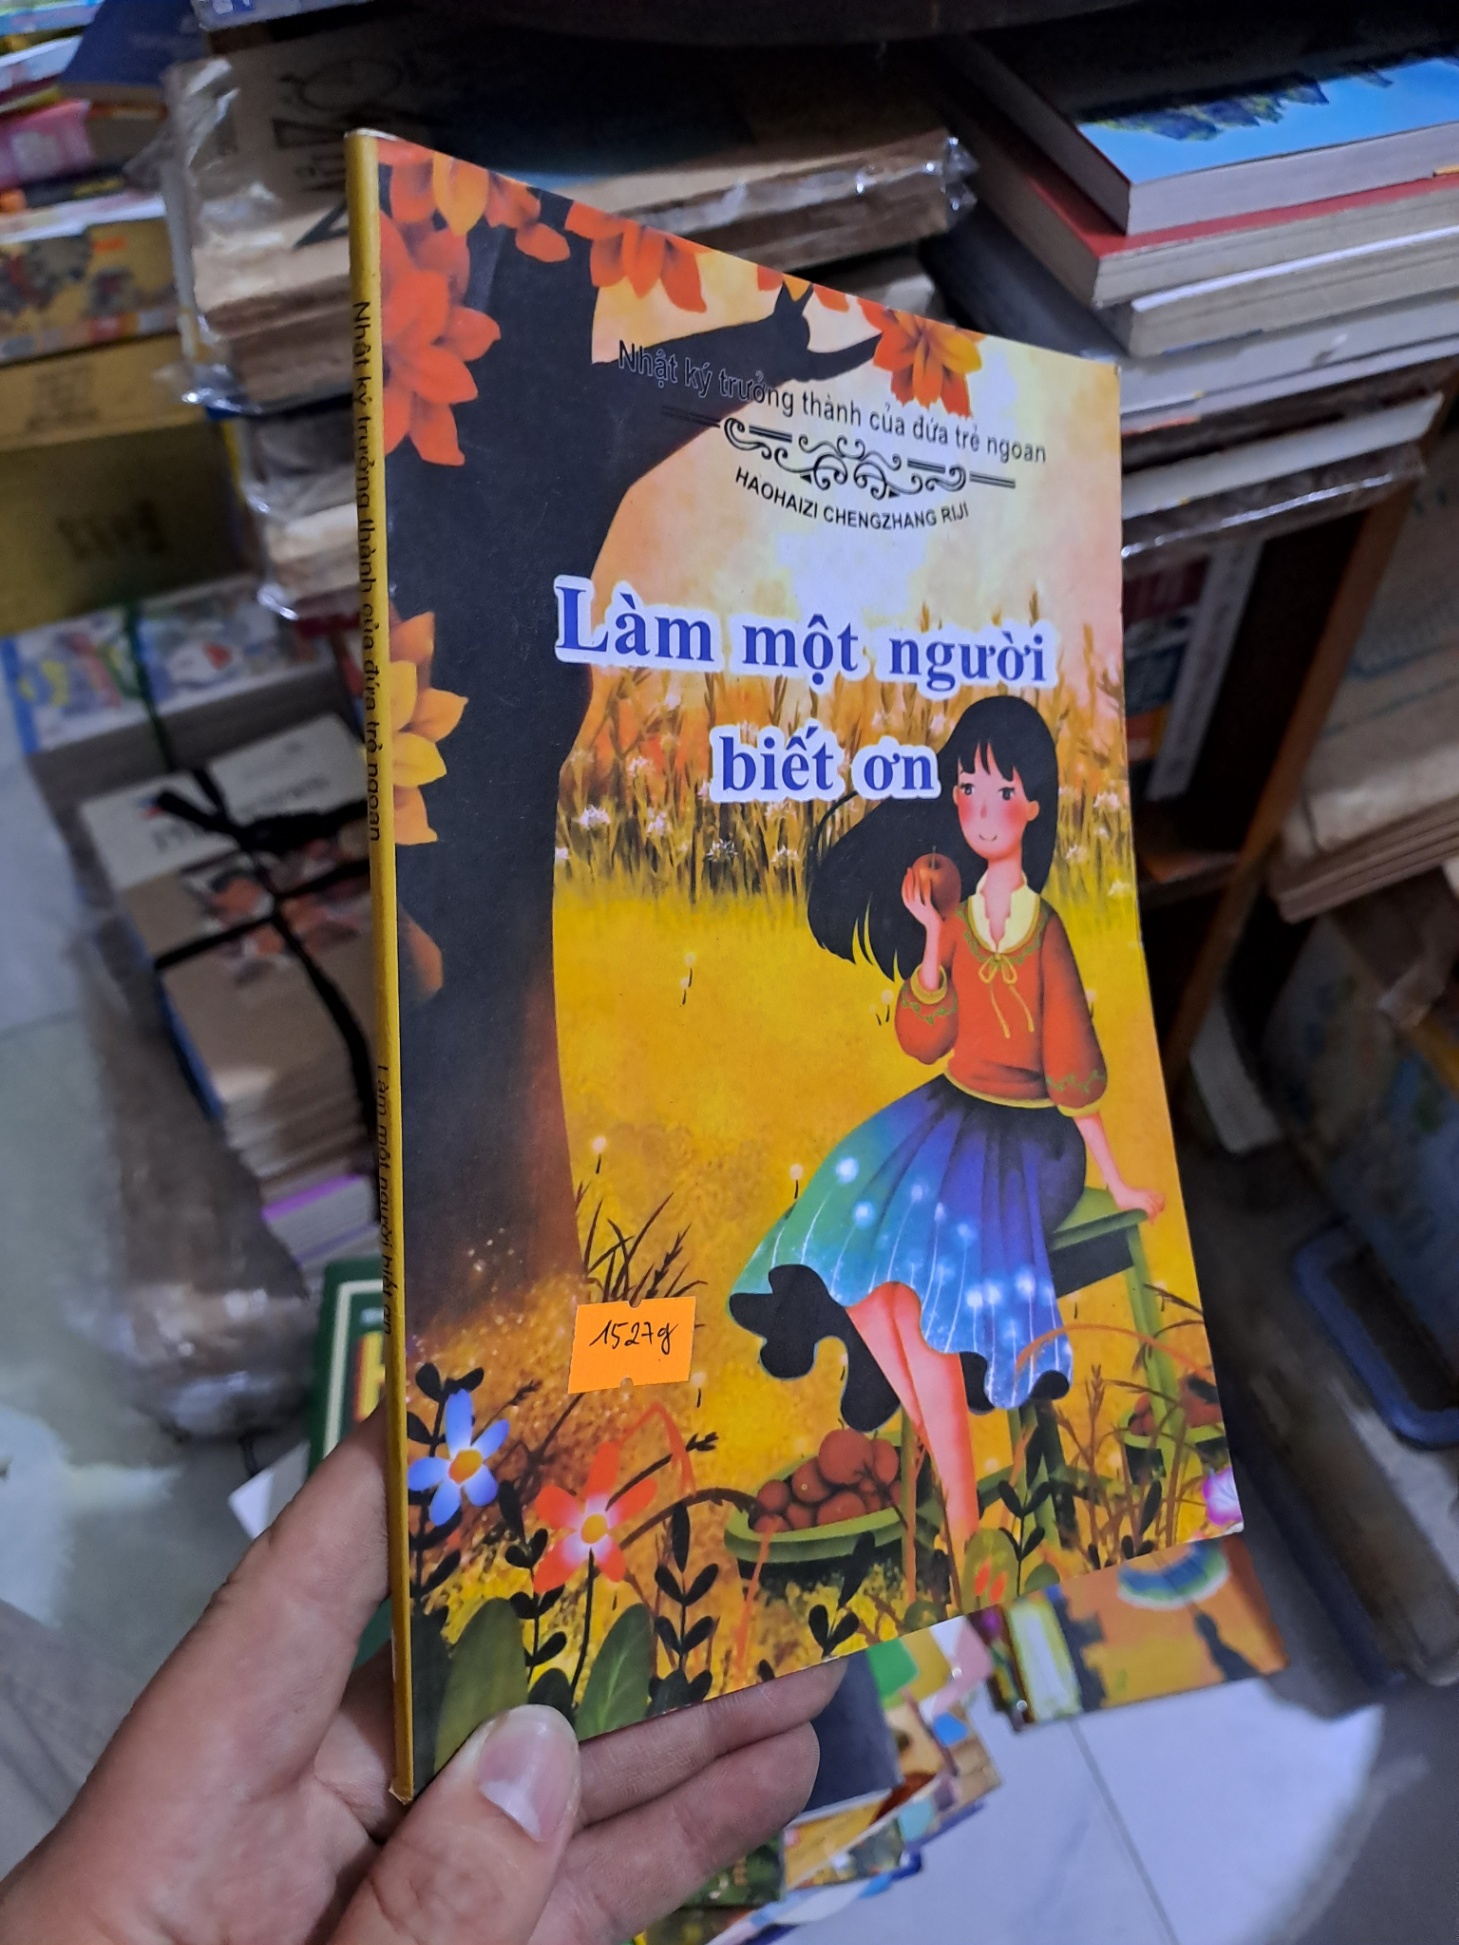 Nhật ký trưởng thành của đứa trẻ ngoan
HAOHAIZI CHENGZHANG RIJI
Làm một người
biết ơn
1527g
Nhật ký trưởng thành của đứa trẻ ngoan
Làm một người biết ơn